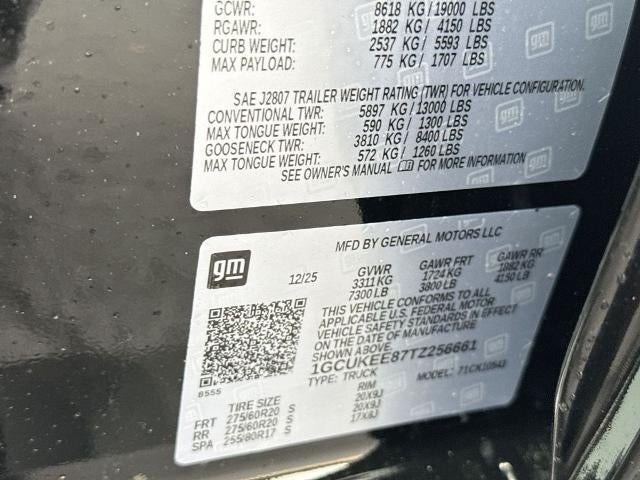 GCWR: 8618 KG/19000 LBS
RGAWR: 1882 KG/ 4150 LBS
CURB WEIGHT: 2537 KG/ 5593 LBS
MAX PAYLOAD: 775 KG/ 1707 LBS
SAE J2807 TRAILER WEIGHT RATING (TWR) FOR VEHICLE CONFIGURATION.
CONVENTIONAL TWR: 5897 KG/ 13000 LBS
MAX TONGUE WEIGHT: 590 KG/ 1300 LBS
GOOSENECK TWR: 3810 KG/ 8400 LBS
MAX TONGUE WEIGHT: 572 KG/ 1260 LBS
SEE OWNER'S MANUAL FOR MORE INFORMATION
gm
MFD BY GENERAL MOTORS LLC
12/25 GVWR GAWR FRT GAWR RR
3311 KG 1724 KG 1882 KG
7300 LB 3800 LB 4150 LB
THIS VEHICLE CONFORMS TO ALL
APPLICABLE U.S. FEDERAL MOTOR
VEHICLE SAFETY STANDARDS IN EFFECT
ON THE DATE OF MANUFACTURE SHOWN ABOVE.
1GCUKEE87TZ256661
TYPE: TRUCK MODEL: 71CK10543
8555
TIRE SIZE RIM
FRT 275/60R20 S 20X9J
RR 275/60R20 S 20X9J
SPA 255/80R17 S 17X8J